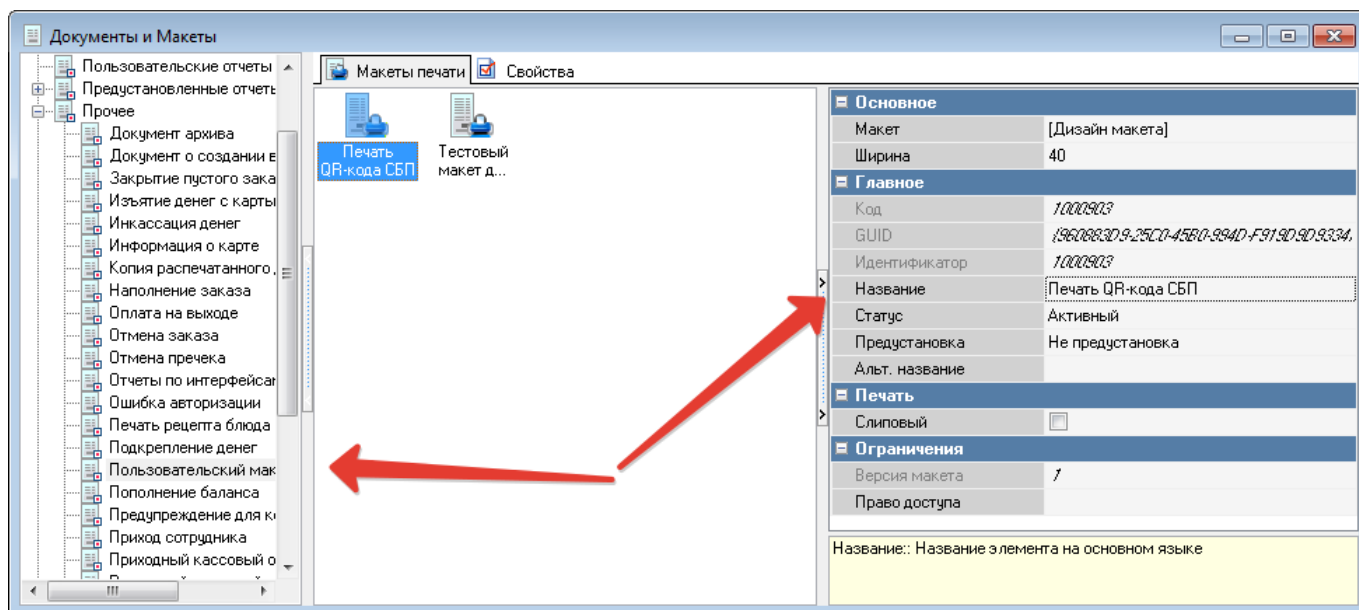 Документы и Макеты
Пользовательские отчеты
Предустановленные отчеть
Прочее
Документ архива
Документ о создании в
Закрытие пустого зака
Изъятие денег с карты
Инкассация денег
Информация о карте
Копия распечатанного,
Наполнение заказа
Оплата на выходе
Отмена заказа
Отмена пречека
Отчеты по интерфейсам
Ошибка авторизации
Печать рецепта блюда
Подкрепление денег
Пользовательский мак
Пополнение баланса
Предупреждение для к
Приход сотрудника
Приходный кассовый о
Макеты печати
Свойства
Печать
QR-кода СБП
Тестовый
макет д...
Основное
Макет [Дизайн макета]
Ширина 40
Главное
Код 1000903
GUID {960883D9-25C0-45B0-994D-F919D9D9334,
Идентификатор 1000903
Название Печать QR-кода СБП
Статус Активный
Предустановка Не предустановка
Альт. название
Печать
Слиповый
Ограничения
Версия макета 1
Право доступа
Название:: Название элемента на основном языке